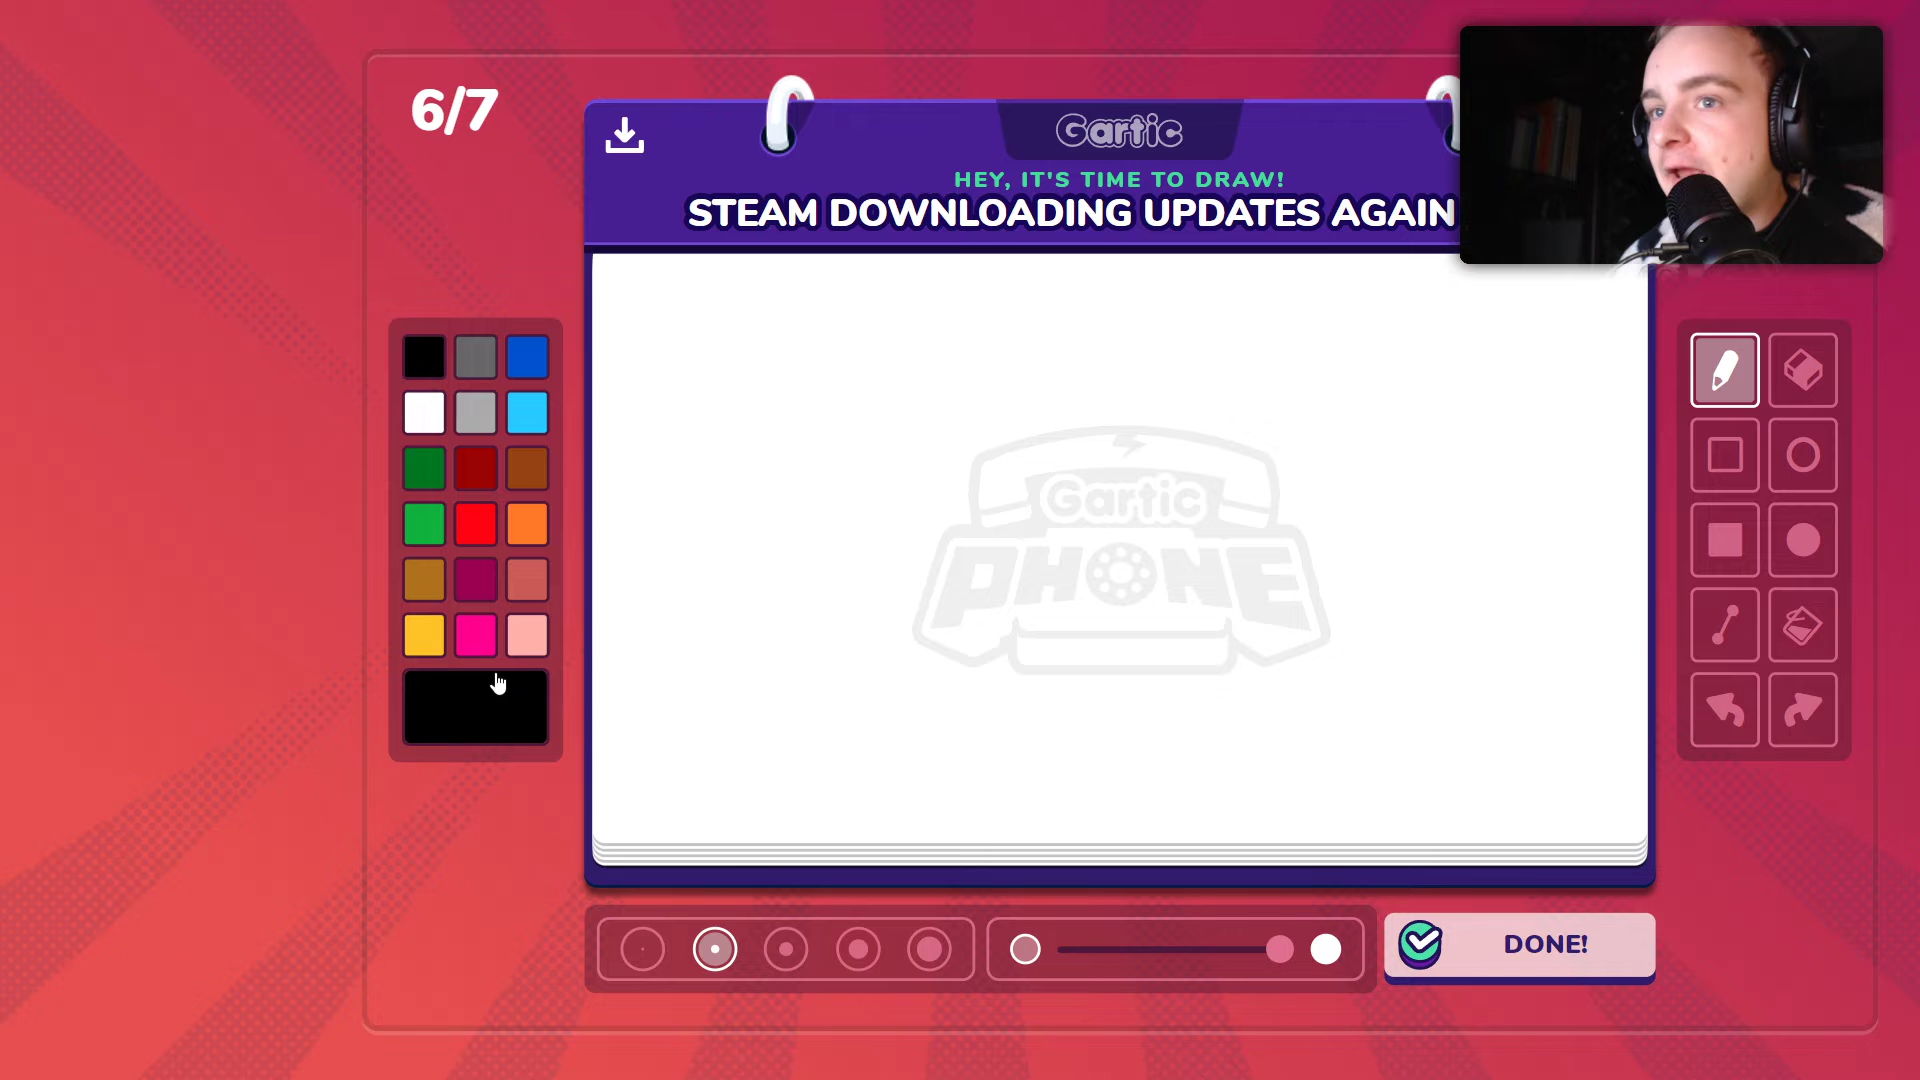 6/7
Gartic
HEY, IT'S TIME TO DRAW!
STEAM DOWNLOADING UPDATES AGAIN
Gartic
PHONE
DONE!